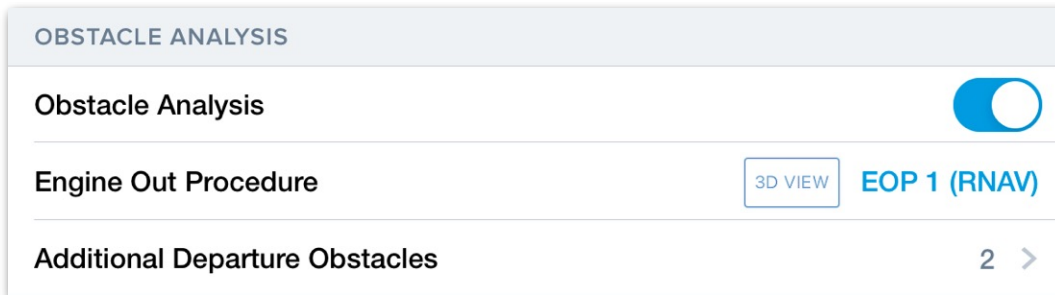 OBSTACLE ANALYSIS
Obstacle Analysis
Engine Out Procedure 3D VIEW EOP 1 (RNAV)
Additional Departure Obstacles 2